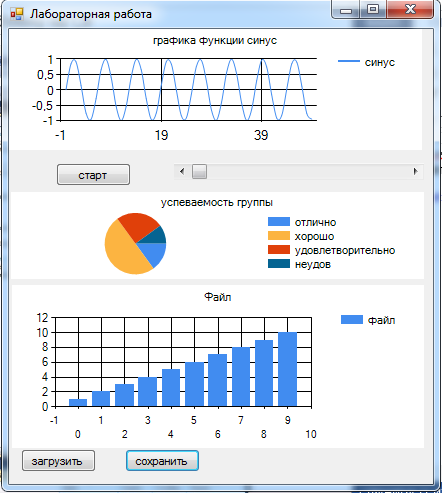 Лабораторная работа
графика функции синус
1
0,5
0
-0,5
-1
-1 19 39
синус
старт
успеваемость группы
отлично
хорошо
удовлетворительно
неудов
Файл
12
10
8
6
4
2
0
-1 1 3 5 7 9
0 2 4 6 8 10
файл
загрузить сохранить